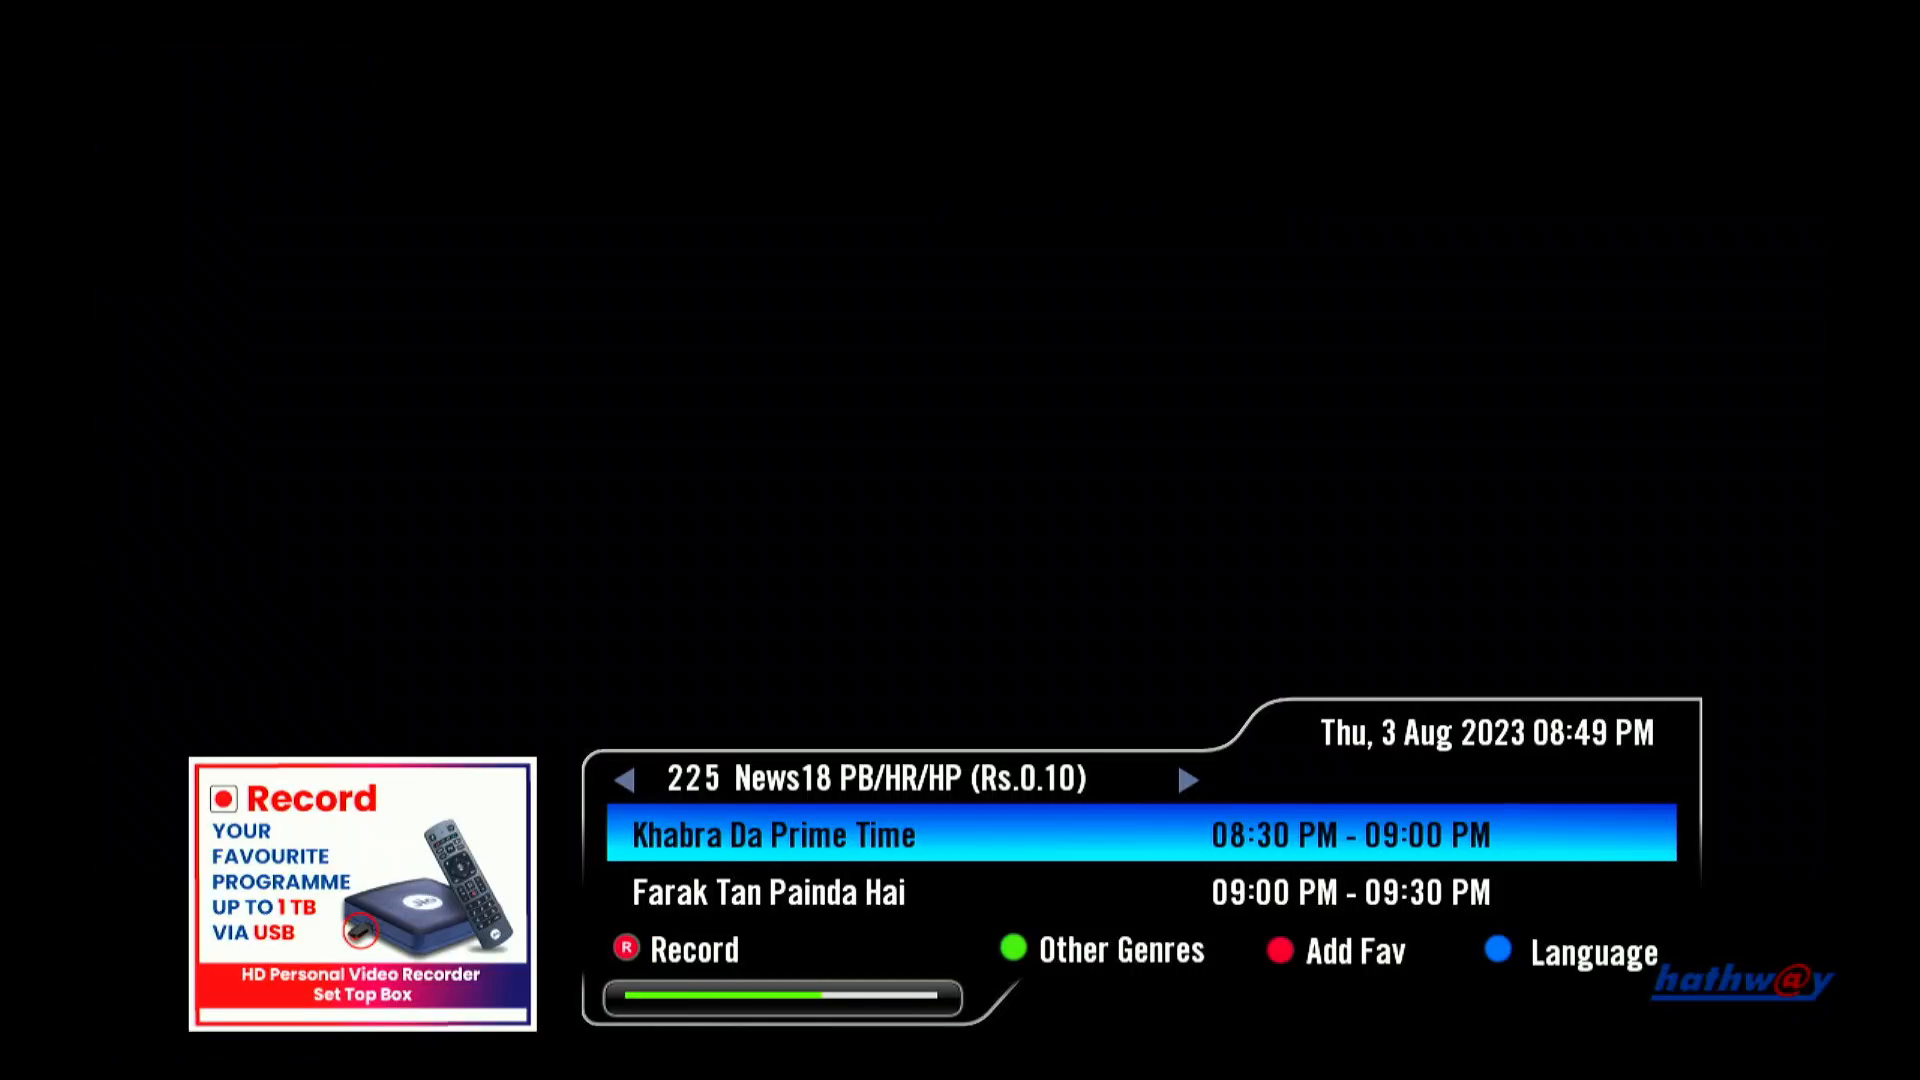 Thu, 3 Aug 2023 08:49 PM
225 News18 PB/HR/HP (Rs.0.10)
Khabra Da Prime Time 08:30 PM - 09:00 PM
Farak Tan Painda Hai 09:00 PM - 09:30 PM
R Record Other Genres Add Fav Language
hathw@y
Record
YOUR
FAVOURITE
PROGRAMME
UP TO 1 TB
VIA USB
Jio
HD Personal Video Recorder
Set Top Box